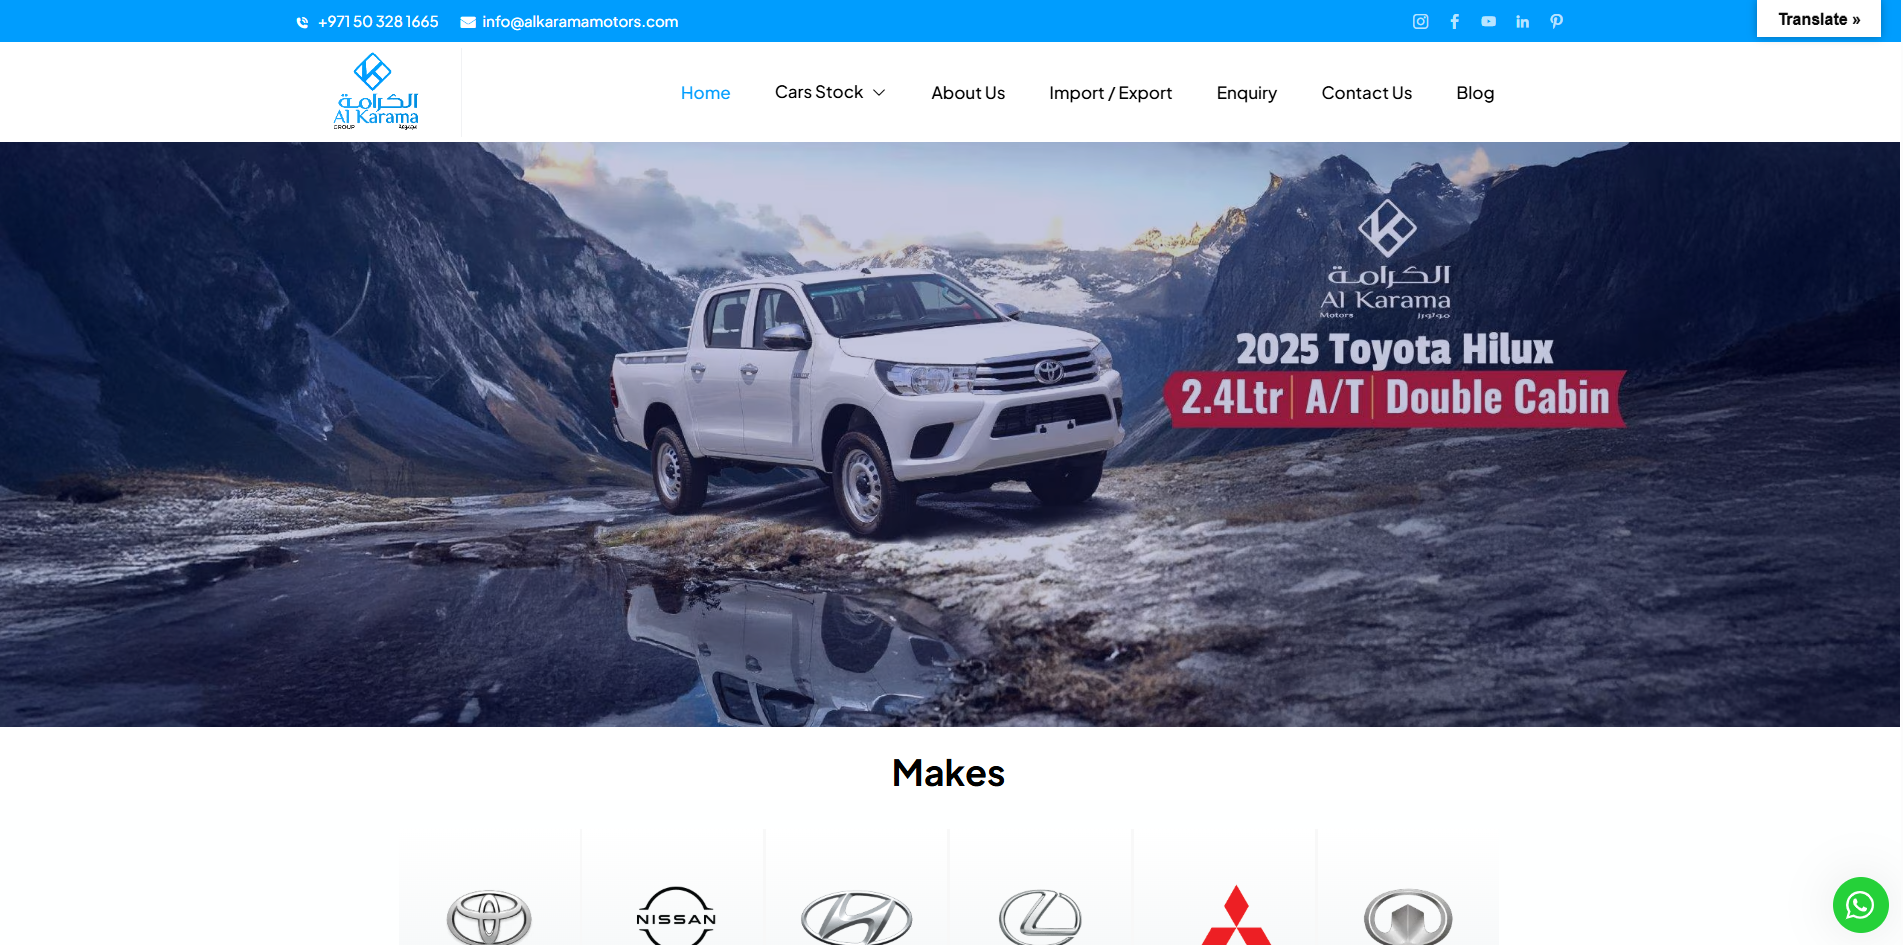 +971 50 328 1665
info@alkaramamotors.com
Translate »
الكرامة
Al Karama
GROUP مجموعة
Home
Cars Stock
About Us
Import / Export
Enquiry
Contact Us
Blog
الكرامة
Al Karama
Motors موتورز
2025 Toyota Hilux
2.4Ltr | A/T | Double Cabin
Makes
NISSAN